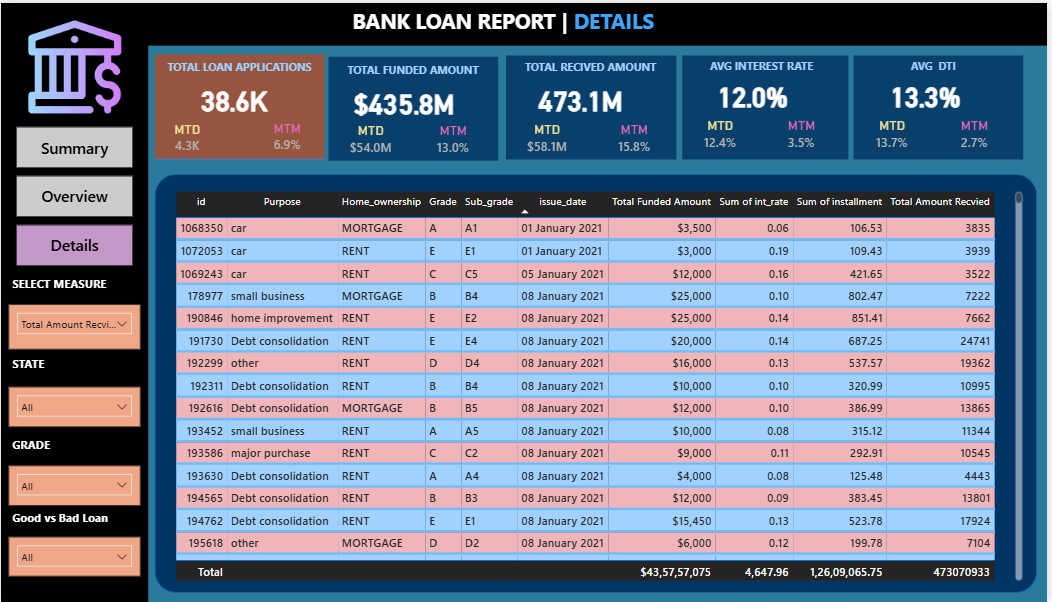 BANK LOAN REPORT | DETAILS
TOTAL LOAN APPLICATIONS
38.6K
MTD MTM
4.3K 6.9%
TOTAL FUNDED AMOUNT
$435.8M
MTD MTM
$54.0M 13.0%
TOTAL RECIVED AMOUNT
473.1M
MTD MTM
$58.1M 15.8%
AVG INTEREST RATE
12.0%
MTD MTM
12.4% 3.5%
AVG DTI
13.3%
MTD MTM
13.7% 2.7%
Summary
Overview
Details
SELECT MEASURE
Total Amount Recvi...
STATE
All
GRADE
All
Good vs Bad Loan
All
id Purpose Home_ownership Grade Sub_grade issue_date Total Funded Amount Sum of int_rate Sum of installment Total Amount Recvied
1068350 car MORTGAGE A A1 01 January 2021 $3,500 0.06 106.53 3835
1072053 car RENT E E1 01 January 2021 $3,000 0.19 109.43 3939
1069243 car RENT C C5 05 January 2021 $12,000 0.16 421.65 3522
178977 small business MORTGAGE B B4 08 January 2021 $25,000 0.10 802.47 7222
190846 home improvement RENT E E2 08 January 2021 $25,000 0.14 851.41 7662
191730 Debt consolidation RENT E E4 08 January 2021 $20,000 0.14 687.25 24741
192299 other RENT D D4 08 January 2021 $16,000 0.13 537.57 19362
192311 Debt consolidation RENT B B4 08 January 2021 $10,000 0.10 320.99 10995
192616 Debt consolidation MORTGAGE B B5 08 January 2021 $12,000 0.10 386.99 13865
193452 small business RENT A A5 08 January 2021 $10,000 0.08 315.12 11344
193586 major purchase RENT C C2 08 January 2021 $9,000 0.11 292.91 10545
193630 Debt consolidation RENT A A4 08 January 2021 $4,000 0.08 125.48 4443
194565 Debt consolidation RENT B B3 08 January 2021 $12,000 0.09 383.45 13801
194762 Debt consolidation RENT E E1 08 January 2021 $15,450 0.13 523.78 17924
195618 other MORTGAGE D D2 08 January 2021 $6,000 0.12 199.78 7104
Total $43,57,57,075 4,647.96 1,26,09,065.75 473070933